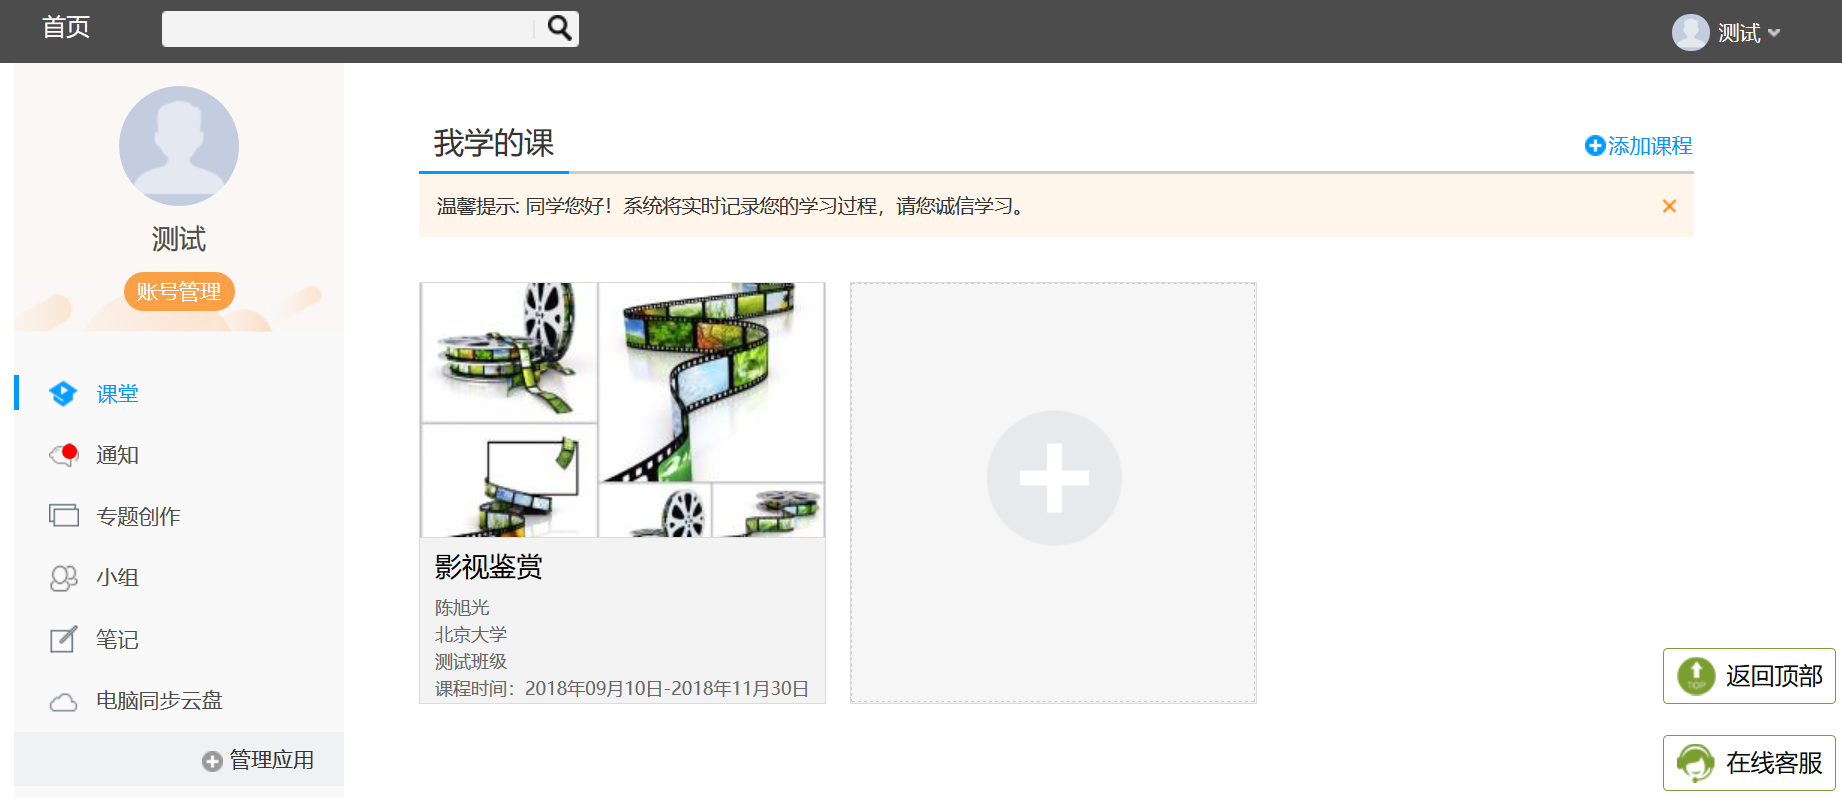 首页
测试
测试
账号管理
课堂
通知
专题创作
小组
笔记
电脑同步云盘
管理应用
我学的课
添加课程
温馨提示: 同学您好！系统将实时记录您的学习过程，请您诚信学习。
影视鉴赏
陈旭光
北京大学
测试班级
课程时间：2018年09月10日-2018年11月30日
TOP
返回顶部
在线客服